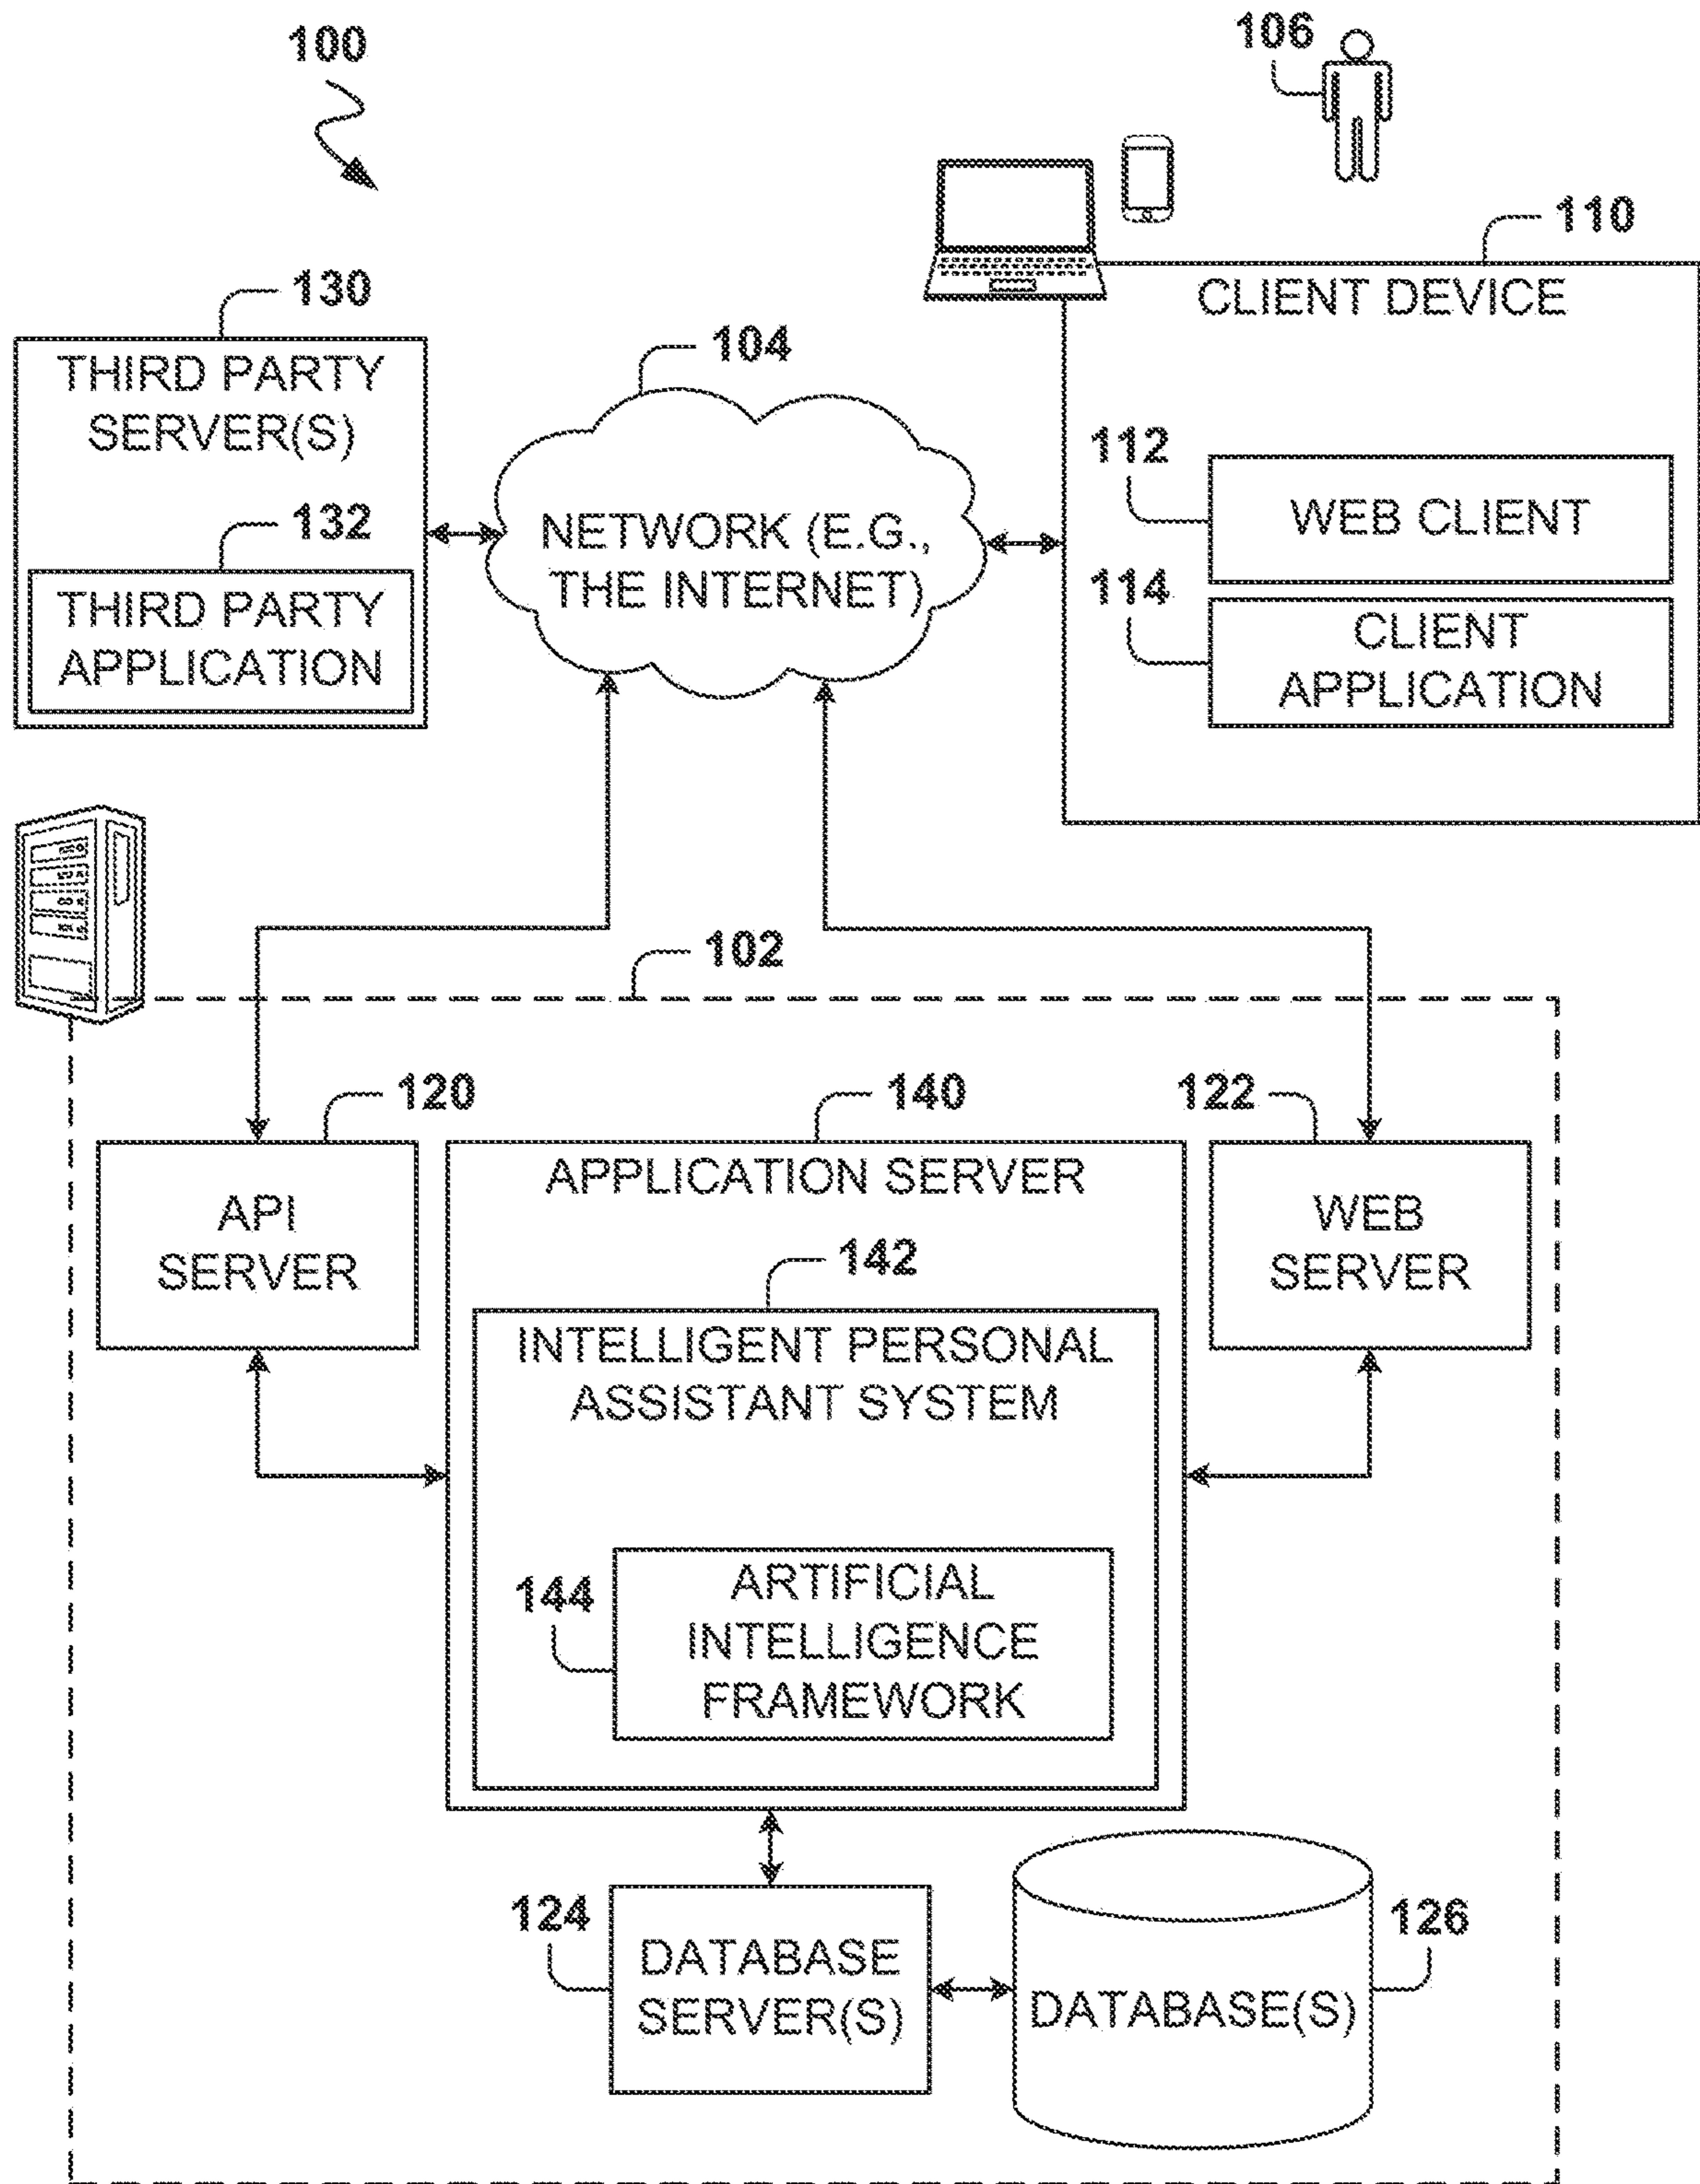 100
106
110
CLIENT DEVICE
130
THIRD PARTY
SERVER(S)
132
THIRD PARTY
APPLICATION
104
NETWORK (E.G.,
THE INTERNET)
112
WEB CLIENT
114
CLIENT
APPLICATION
102
120
API
SERVER
140
APPLICATION SERVER
142
INTELLIGENT PERSONAL
ASSISTANT SYSTEM
144
ARTIFICIAL
INTELLIGENCE
FRAMEWORK
122
WEB
SERVER
124
DATABASE
SERVER(S)
126
DATABASE(S)